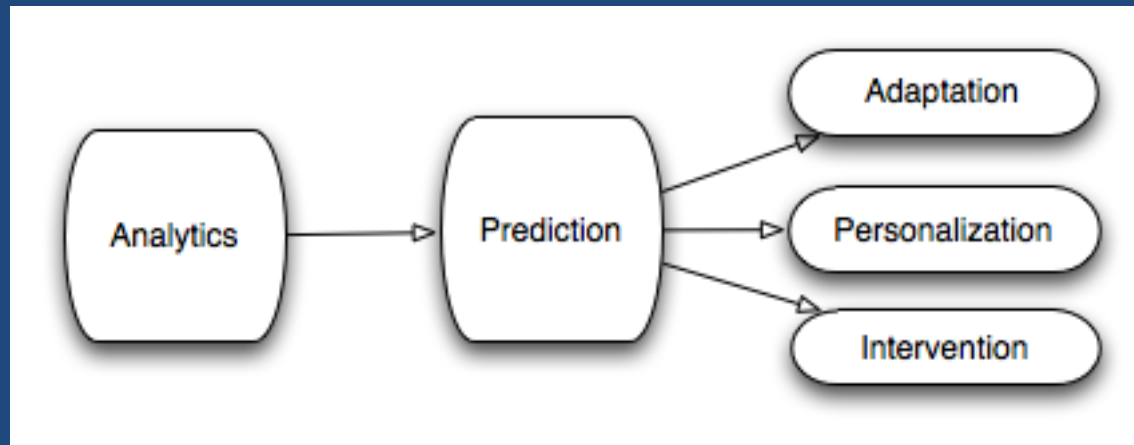 Analytics
Prediction
Adaptation
Personalization
Intervention